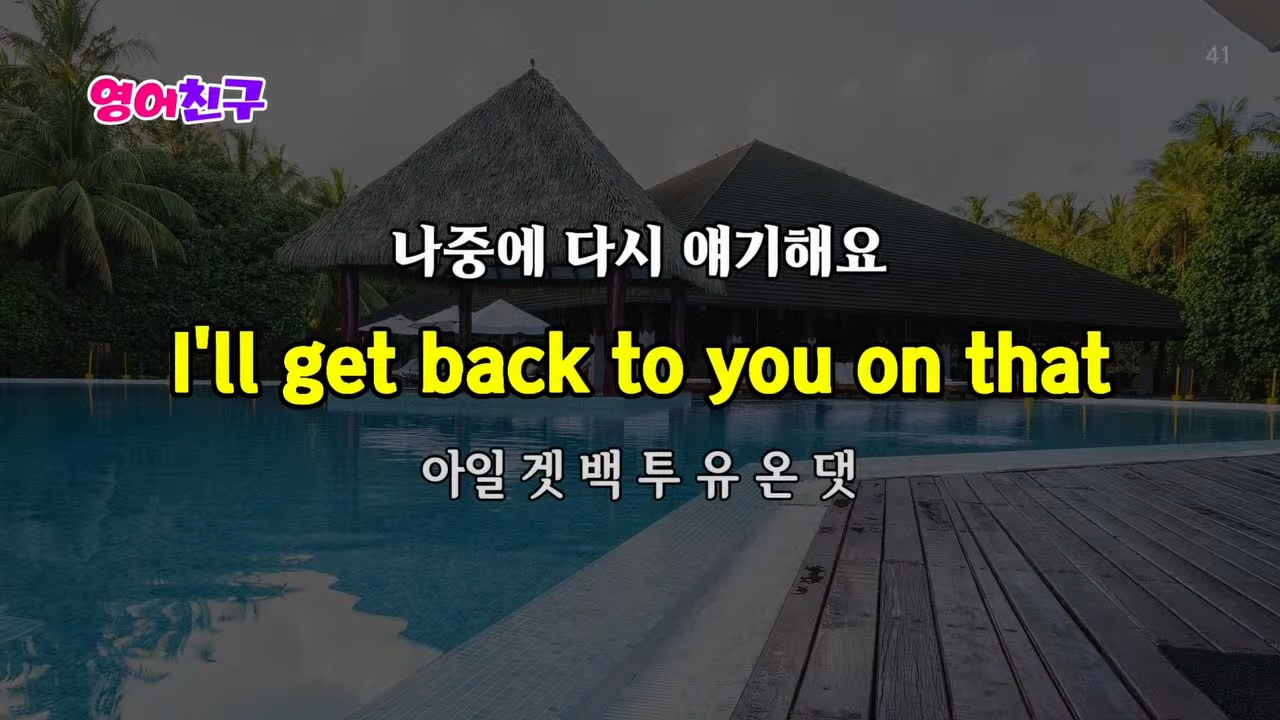 41
영어친구
나중에 다시 얘기해요
I'll get back to you on that
아일 겟 백 투 유 온 댓